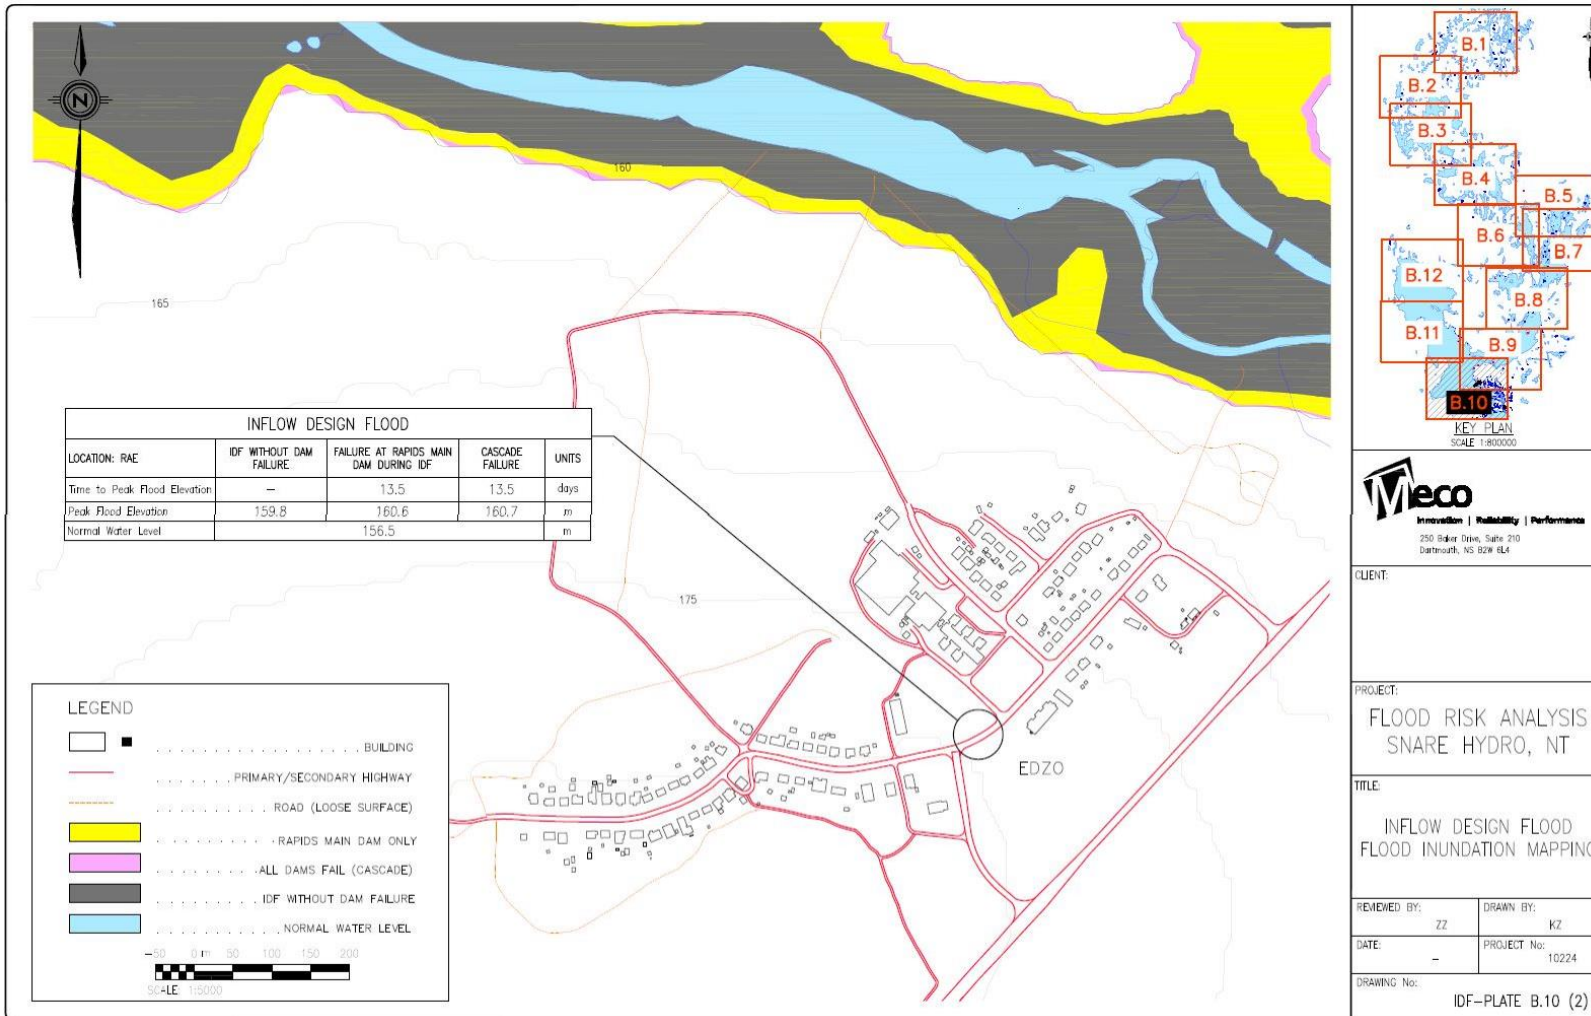 N
160
165
175
EDZO
INFLOW DESIGN FLOOD
LOCATION: RAE
IDF WITHOUT DAM FAILURE
FAILURE AT RAPIDS MAIN DAM DURING IDF
CASCADE FAILURE
UNITS
Time to Peak Flood Elevation – 13.5 13.5 days
Peak Flood Elevation 159.8 160.6 160.7 m
Normal Water Level 156.5 m
LEGEND
BUILDING
PRIMARY/SECONDARY HIGHWAY
ROAD (LOOSE SURFACE)
RAPIDS MAIN DAM ONLY
ALL DAMS FAIL (CASCADE)
IDF WITHOUT DAM FAILURE
NORMAL WATER LEVEL
–50 0 m 50 100 150 200
SCALE 1:5000
B.1
B.2
B.3
B.4
B.5
B.6
B.7
B.12
B.8
B.11
B.9
B.10
KEY PLAN
SCALE 1:800000
Meco
Innovation | Reliability | Performance
250 Baker Drive, Suite 210
Dartmouth, NS B2W 6L4
CLIENT:
PROJECT:
FLOOD RISK ANALYSIS
SNARE HYDRO, NT
TITLE:
INFLOW DESIGN FLOOD
FLOOD INUNDATION MAPPING
REVIEWED BY: ZZ
DRAWN BY: KZ
DATE: –
PROJECT No: 10224
DRAWING No:
IDF-PLATE B.10 (2)